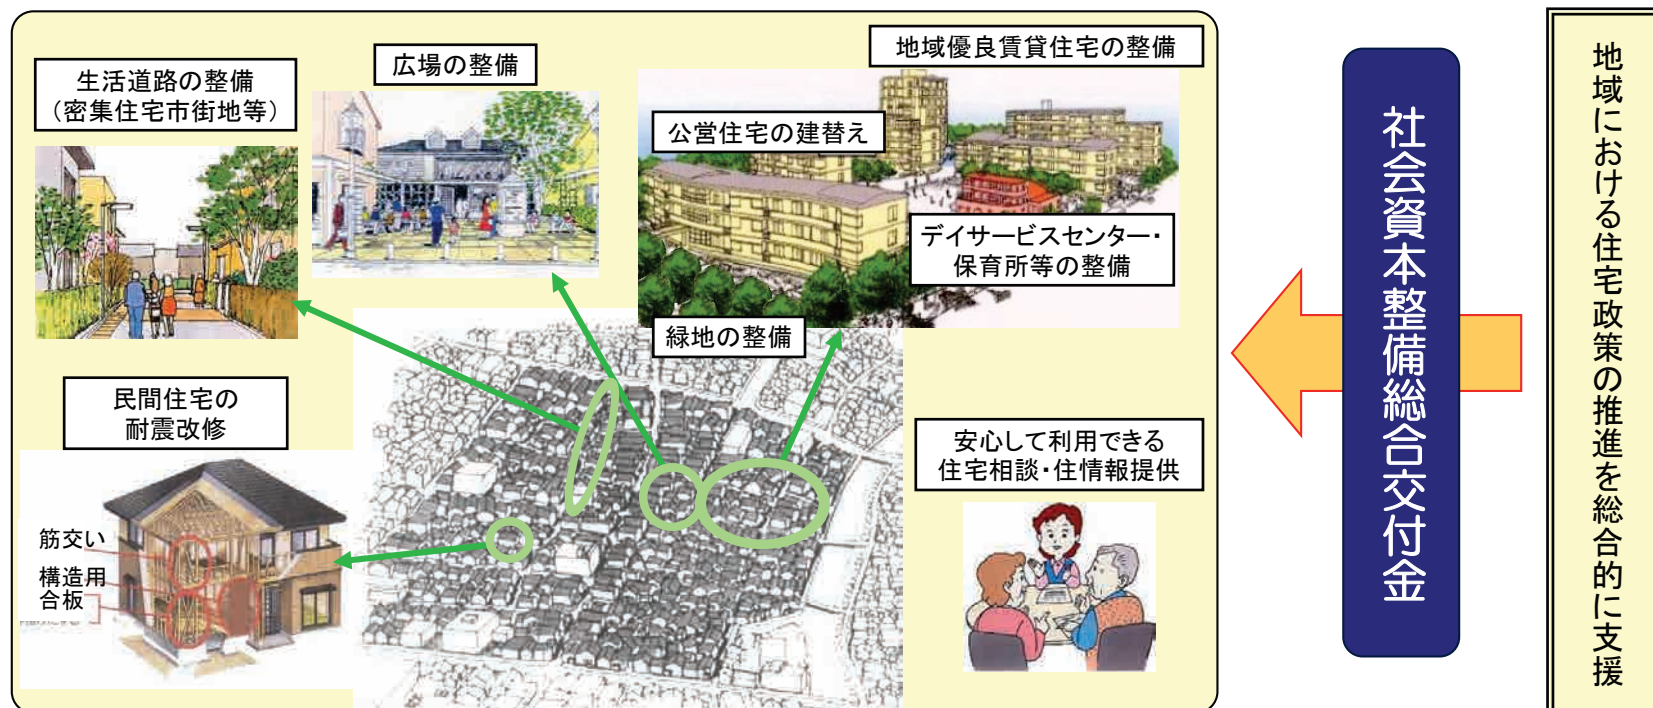 生活道路の整備
(密集住宅市街地等)
広場の整備
地域優良賃貸住宅の整備
公営住宅の建替え
デイサービスセンター・
保育所等の整備
緑地の整備
民間住宅の
耐震改修
筋交い
構造用
合板
安心して利用できる
住宅相談・住情報提供
社会資本整備総合交付金
地域における住宅政策の推進を総合的に支援